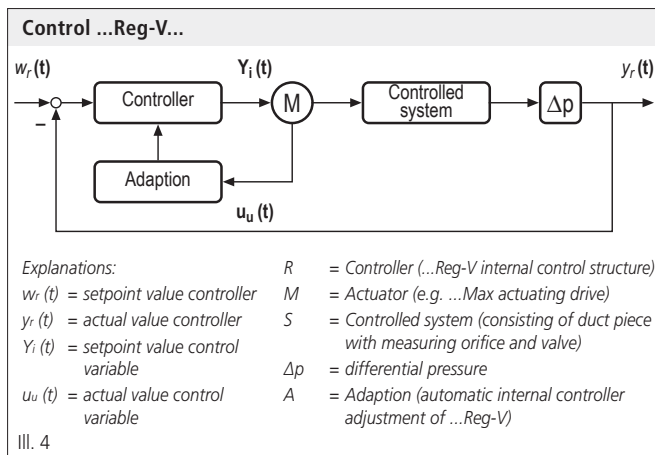 Control ...Reg-V...
wr (t) Yi (t) yr (t)
Controller M Controlled system Δp
–
Adaption
uu (t)
Explanations:
wr (t) = setpoint value controller
yr (t) = actual value controller
Yi (t) = setpoint value control
variable
uu (t) = actual value control
variable
R = Controller (...Reg-V internal control structure)
M = Actuator (e.g. ...Max actuating drive)
S = Controlled system (consisting of duct piece
with measuring orifice and valve)
Δp = differential pressure
A = Adaption (automatic internal controller
adjustment of ...Reg-V)
Ill. 4